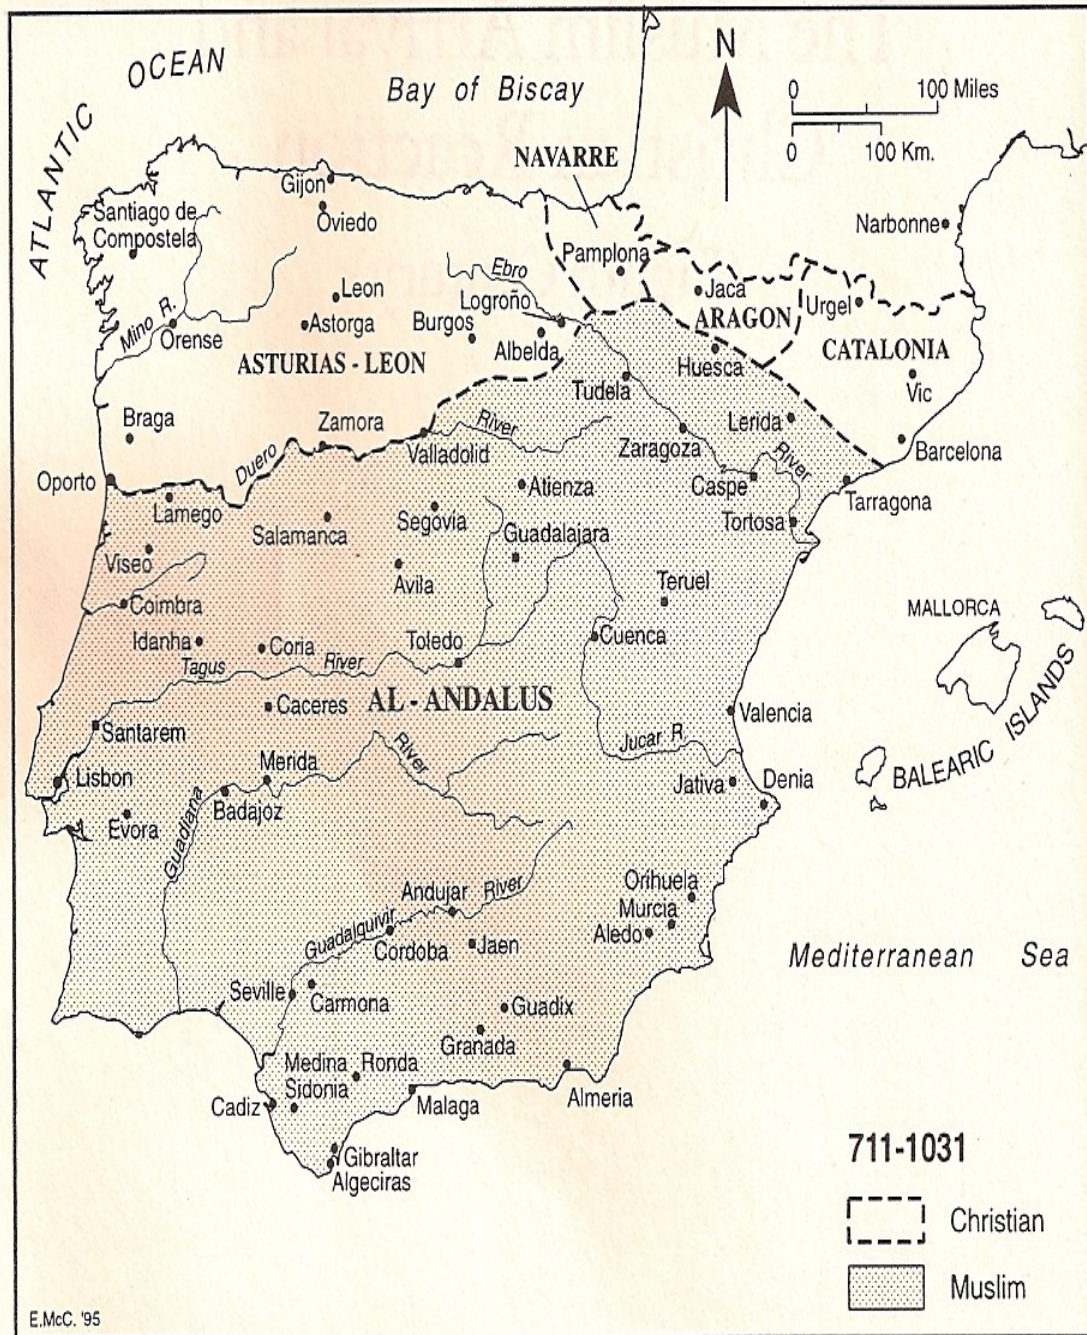 ATLANTIC OCEAN
Bay of Biscay
N
0 100 Miles
0 100 Km.
NAVARRE
Gijon
Oviedo
Santiago de
Compostela
Narbonne
Pamplona
Ebro
Jaca
Urgel
Leon
Logroño
ARAGON
Mino R.
Orense
Astorga
Burgos
Albelda
CATALONIA
ASTURIAS - LEON
Huesca
Tudela
Vic
Braga
Zamora
River
Lerida
Duero
Valladolid
Zaragoza
Barcelona
River
Oporto
Caspe
Tarragona
Lamego
Atienza
Salamanca
Segovia
Tortosa
Guadalajara
Viseo
Avila
Teruel
Coimbra
MALLORCA
Idanha
Coria
Toledo
Cuenca
Tagus River
Caceres
AL - ANDALUS
Santarem
Valencia
BALEARIC ISLANDS
Jucar R.
River
Lisbon
Merida
Jativa
Denia
Badajoz
Evora
Guadiana
Orihuela
Andujar
River
Murcia
Guadalquivir
Cordoba
Jaen
Aledo
Mediterranean Sea
Seville
Carmona
Guadix
Granada
Medina
Sidonia
Ronda
Cadiz
Malaga
Almeria
Gibraltar
Algeciras
711-1031
Christian
Muslim
E.McC. '95